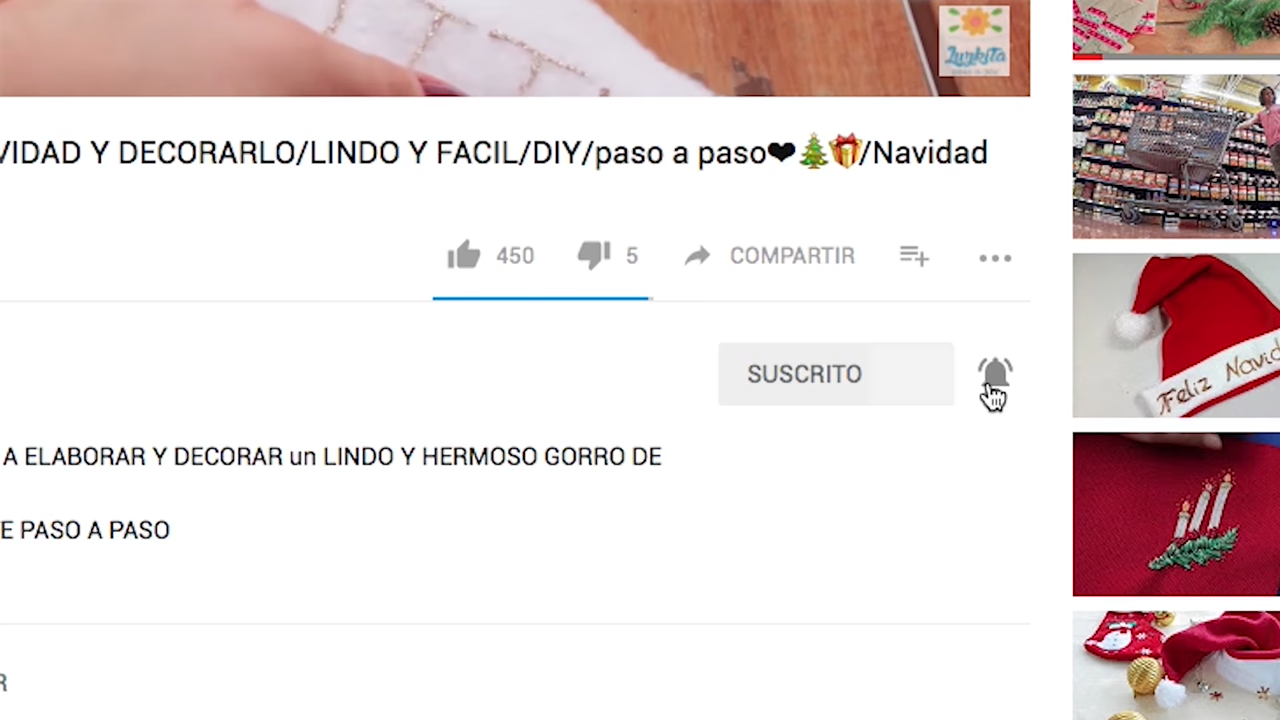 Luzkita
VIDAD Y DECORARLO/LINDO Y FACIL/DIY/paso a paso❤🎄🎁/Navidad
450 5 COMPARTIR
SUSCRITO
Feliz Navid
A ELABORAR Y DECORAR un LINDO Y HERMOSO GORRO DE
E PASO A PASO
R